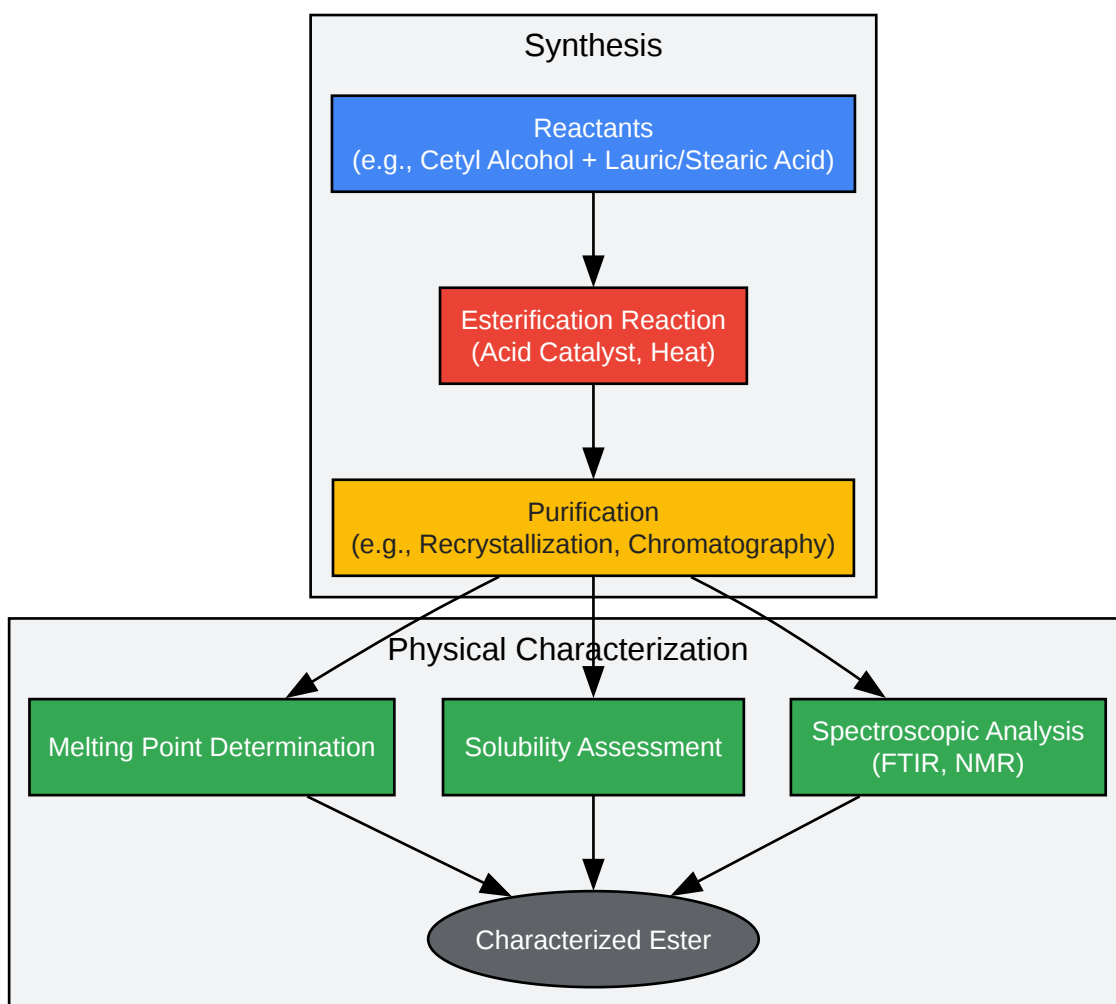 Synthesis
Reactants
(e.g., Cetyl Alcohol + Lauric/Stearic Acid)
Esterification Reaction
(Acid Catalyst, Heat)
Purification
(e.g., Recrystallization, Chromatography)
Physical Characterization
Melting Point Determination
Solubility Assessment
Spectroscopic Analysis
(FTIR, NMR)
Characterized Ester